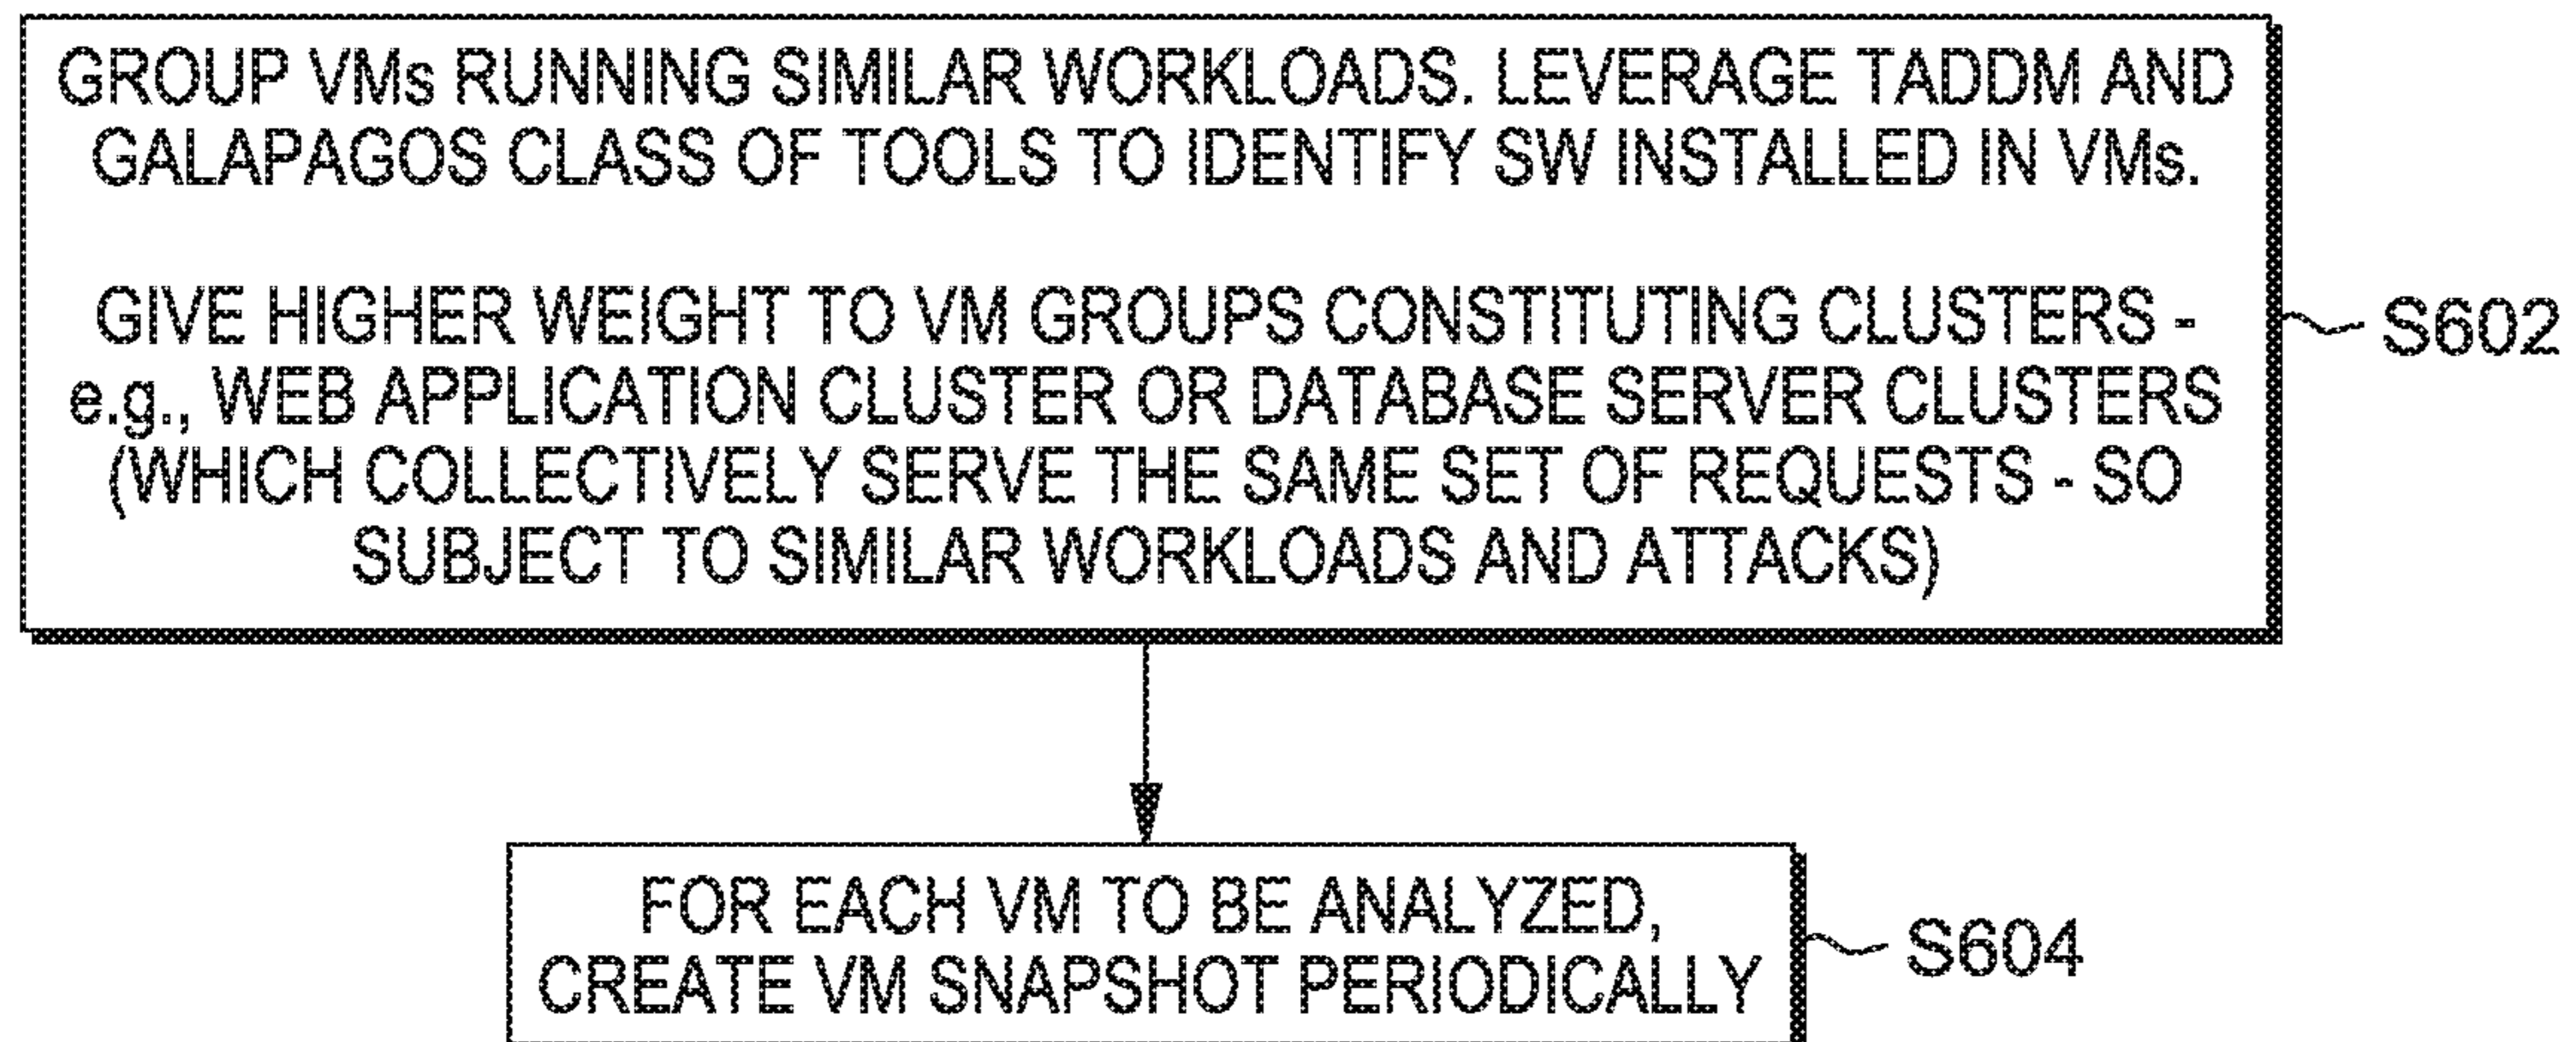 GROUP VMs RUNNING SIMILAR WORKLOADS. LEVERAGE TADDM AND
GALAPAGOS CLASS OF TOOLS TO IDENTIFY SW INSTALLED IN VMs.
GIVE HIGHER WEIGHT TO VM GROUPS CONSTITUTING CLUSTERS -
e.g., WEB APPLICATION CLUSTER OR DATABASE SERVER CLUSTERS
(WHICH COLLECTIVELY SERVE THE SAME SET OF REQUESTS - SO
SUBJECT TO SIMILAR WORKLOADS AND ATTACKS)
S602
FOR EACH VM TO BE ANALYZED,
CREATE VM SNAPSHOT PERIODICALLY
S604